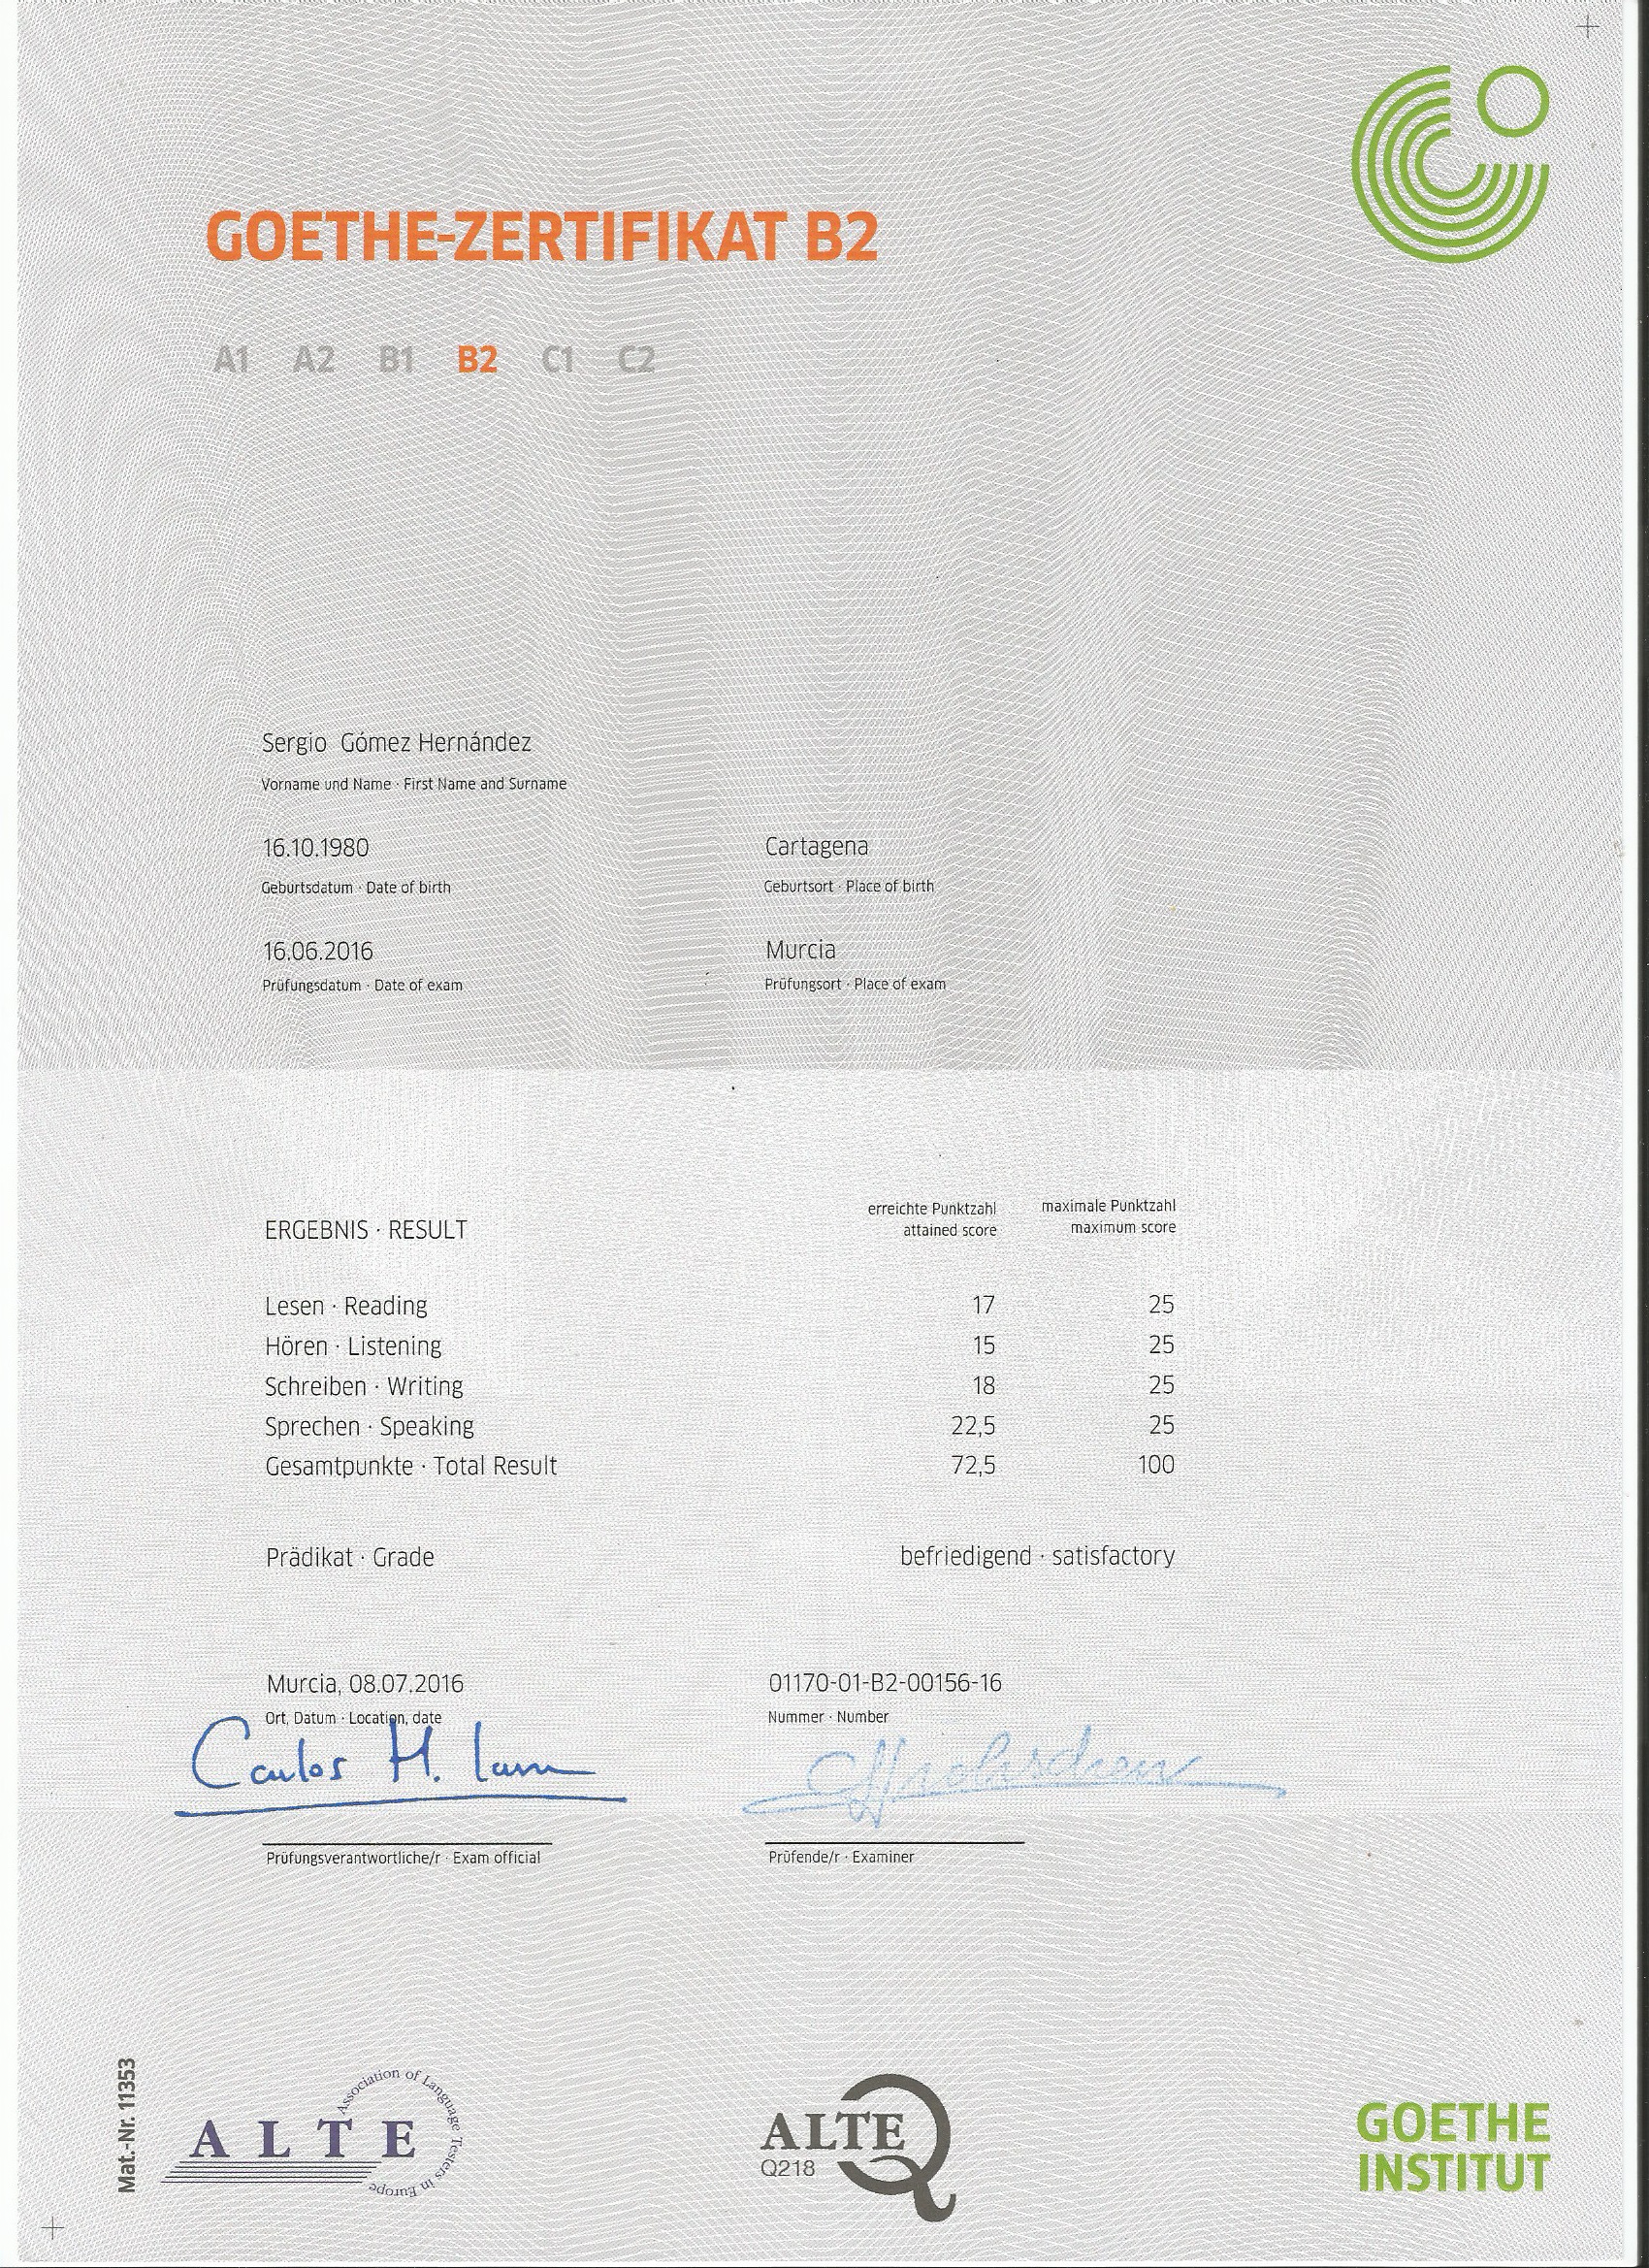 GOETHE-ZERTIFIKAT B2
A1 A2 B1 B2 C1 C2
Sergio Gómez Hernández
Vorname und Name · First Name and Surname
16.10.1980 Cartagena
Geburtsdatum · Date of birth Geburtsort · Place of birth
16.06.2016 Murcia
Prüfungsdatum · Date of exam Prüfungsort · Place of exam
erreichte Punktzahl maximale Punktzahl
ERGEBNIS · RESULT attained score maximum score
Lesen · Reading 17 25
Hören · Listening 15 25
Schreiben · Writing 18 25
Sprechen · Speaking 22,5 25
Gesamtpunkte · Total Result 72,5 100
Prädikat · Grade befriedigend · satisfactory
Murcia, 08.07.2016 01170-01-B2-00156-16
Ort, Datum · Location, date Nummer · Number
Carlos M.
Prüfungsverantwortliche/r · Exam official Prüfende/r · Examiner
Mat.-Nr. 11353
ALTE
Association of Language Testers in Europe
ALTE
Q218
GOETHE
INSTITUT